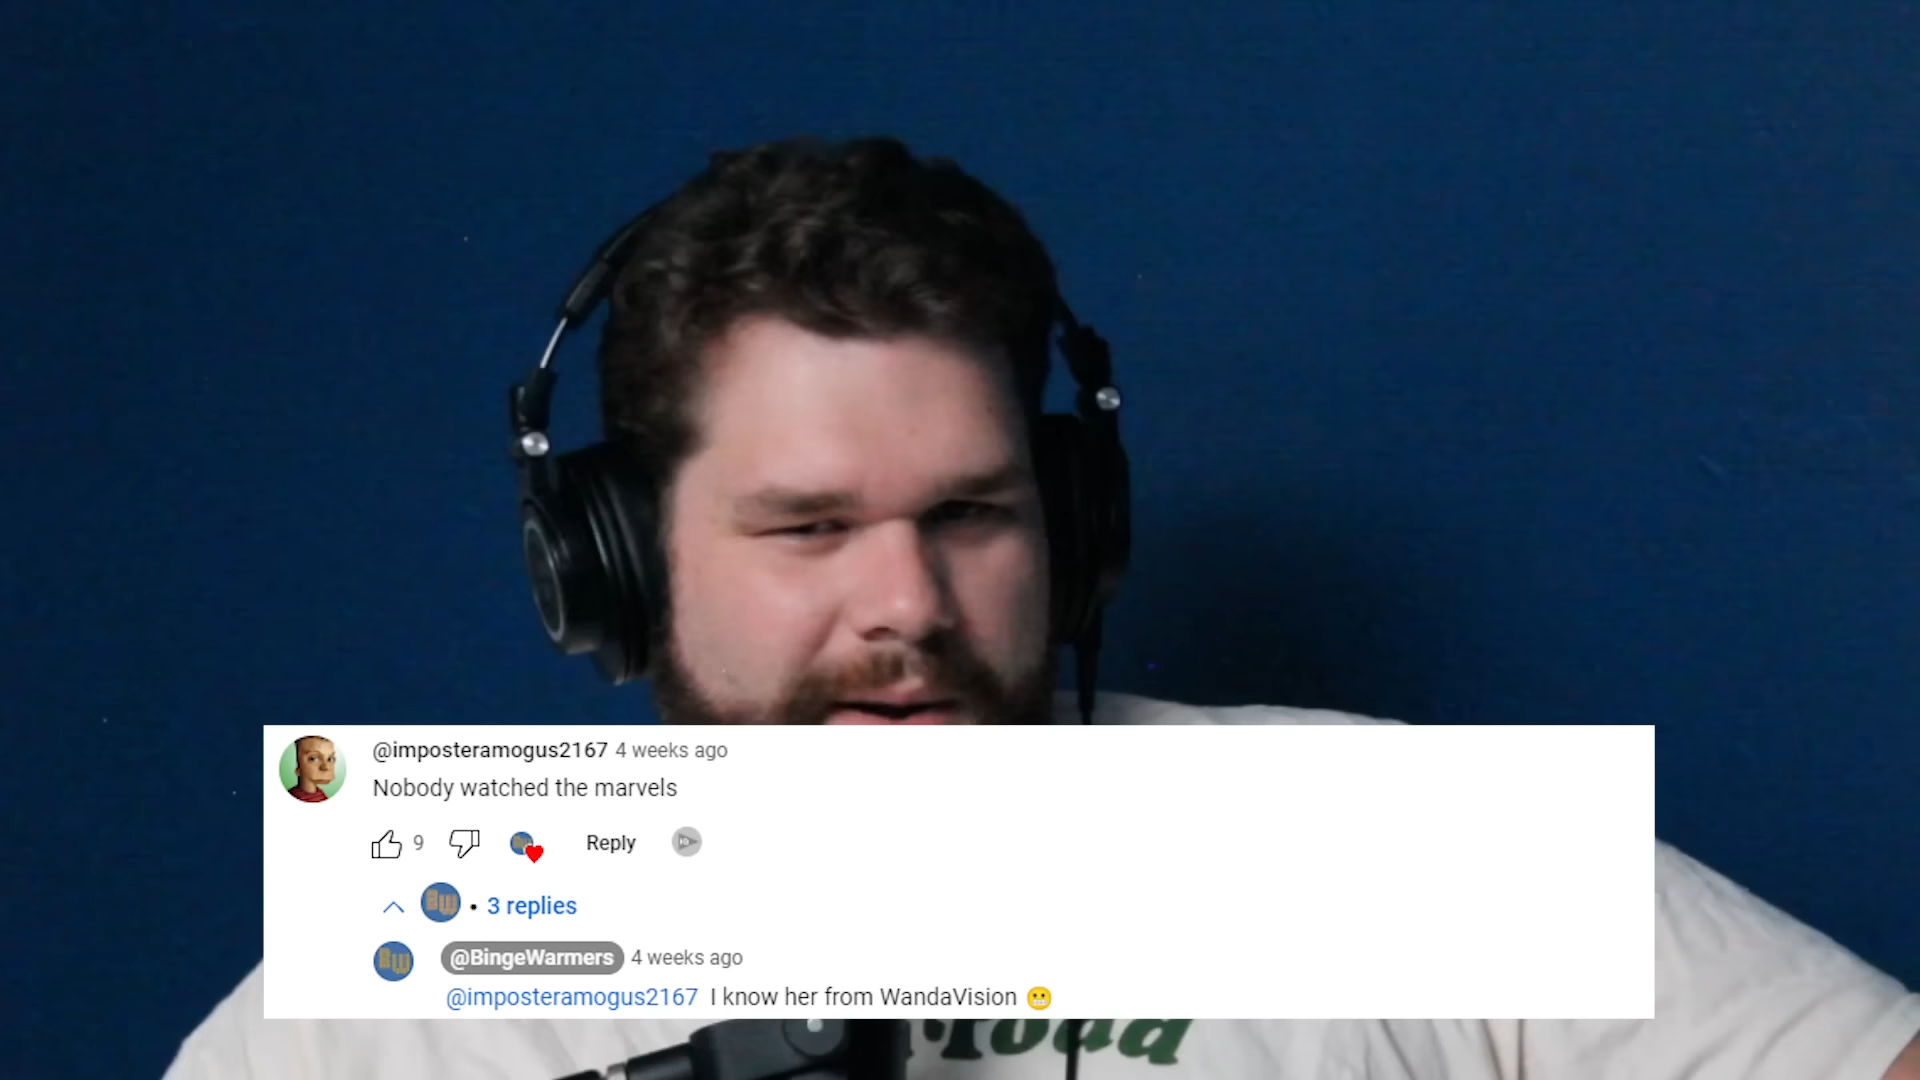 @imposteramogus2167 4 weeks ago
Nobody watched the marvels
9 Reply
• 3 replies
@BingeWarmers 4 weeks ago
@imposteramogus2167 I know her from WandaVision 😬